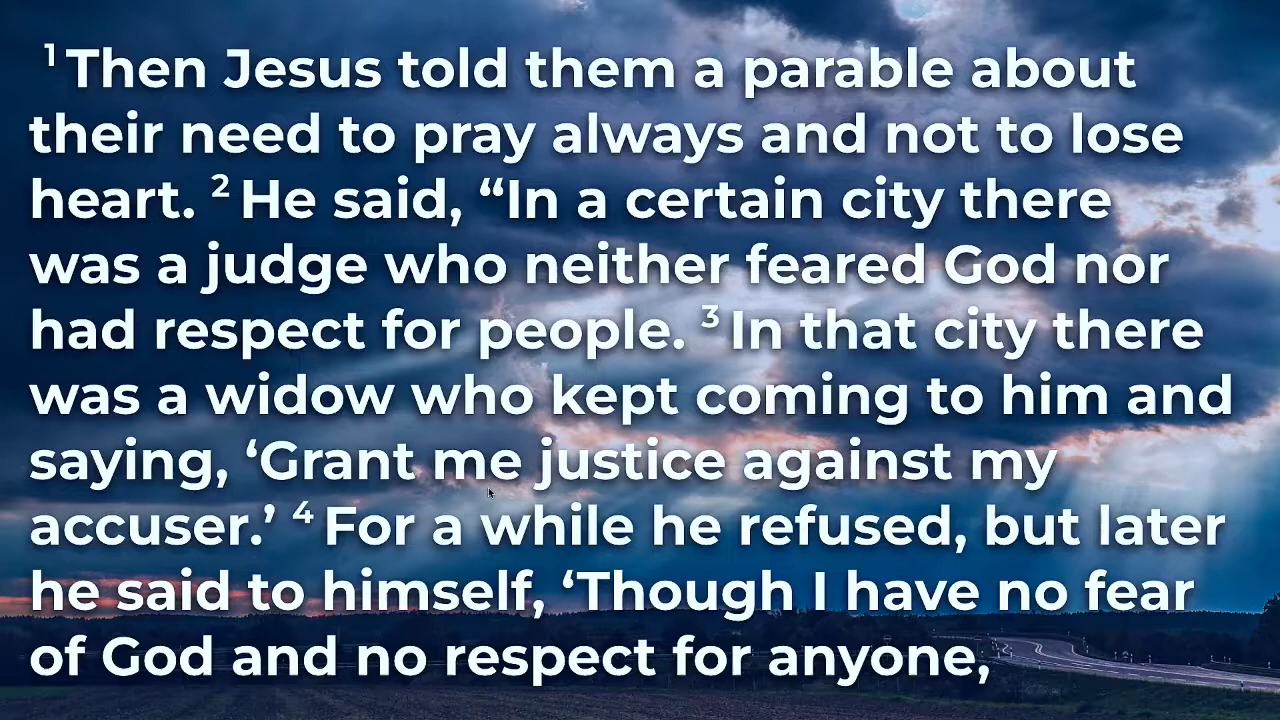 1 Then Jesus told them a parable about
their need to pray always and not to lose
heart. 2 He said, “In a certain city there
was a judge who neither feared God nor
had respect for people. 3 In that city there
was a widow who kept coming to him and
saying, ‘Grant me justice against my
accuser.’ 4 For a while he refused, but later
he said to himself, ‘Though I have no fear
of God and no respect for anyone,